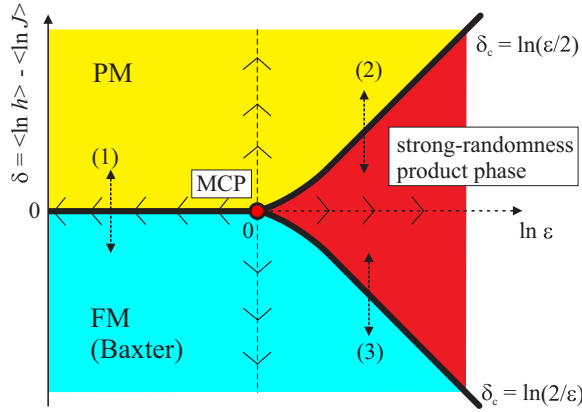 δ = <ln h> - <ln J>
PM
(2)
δc = ln(ε/2)
(1)
MCP
strong-randomness
product phase
0
0
ln ε
FM
(Baxter)
(3)
δc = ln(2/ε)